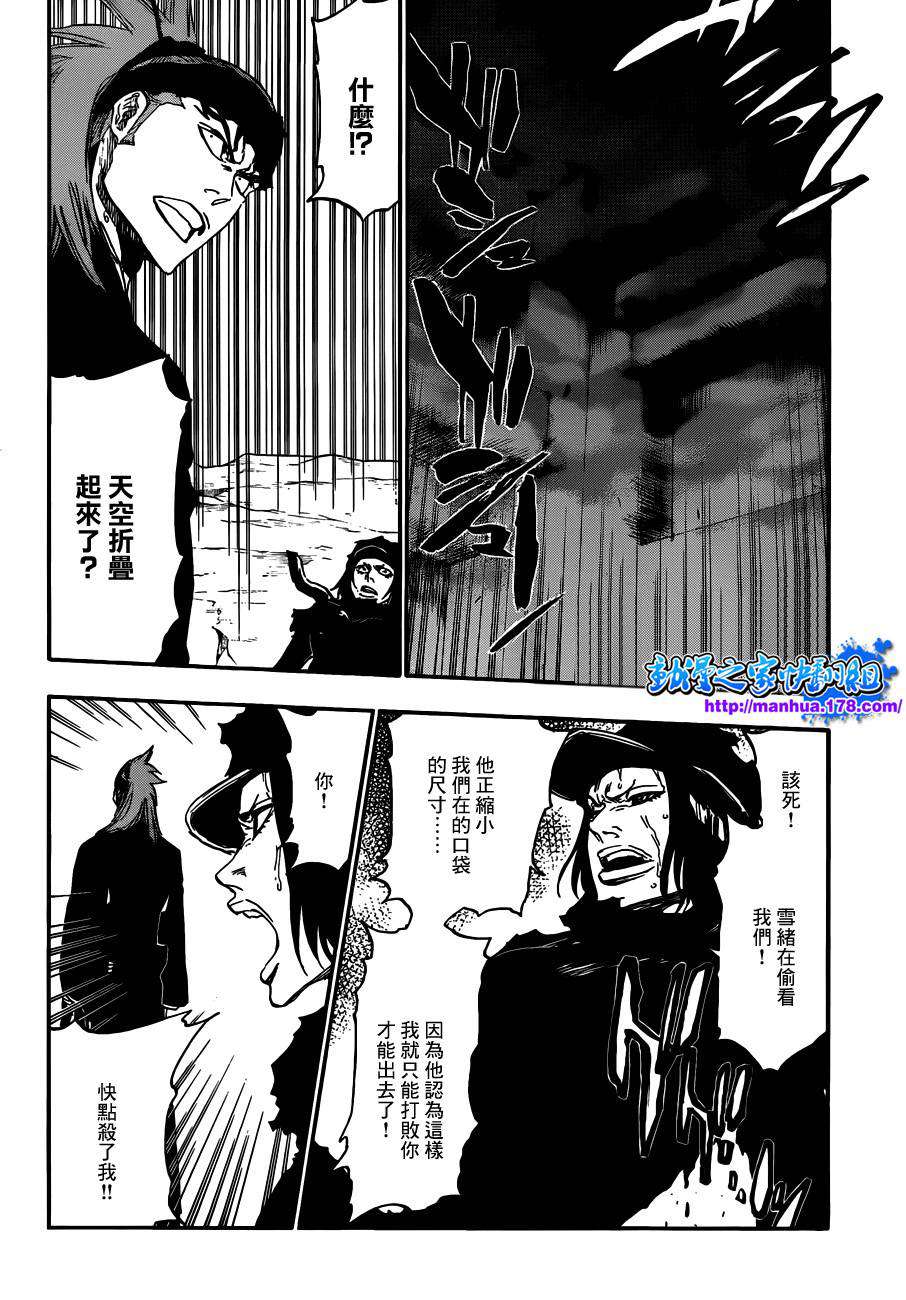 什麼!?
天空折疊
起來了？
動漫之家快翻組
http://manhua.178.com/
該死！
雪緒在偷看
我們！
他正縮小
我們在的口袋
的尺寸……
因為他認為這樣
我就只能打敗你
才能出去了！
你！
快點殺了我!!